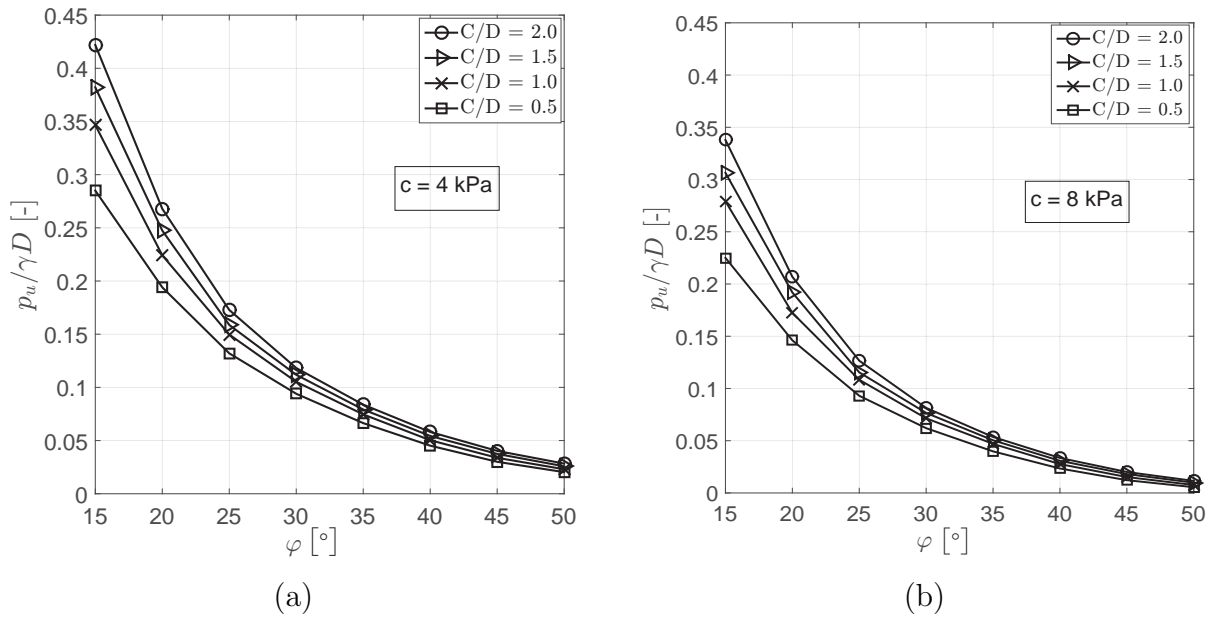 0.45
0.4
0.35
0.3
0.25
0.2
0.15
0.1
0.05
0
15 20 25 30 35 40 45 50
p_u/γD [-]
φ [°]
C/D = 2.0
C/D = 1.5
C/D = 1.0
C/D = 0.5
c = 4 kPa
(a)
0.45
0.4
0.35
0.3
0.25
0.2
0.15
0.1
0.05
0
15 20 25 30 35 40 45 50
p_u/γD [-]
φ [°]
C/D = 2.0
C/D = 1.5
C/D = 1.0
C/D = 0.5
c = 8 kPa
(b)